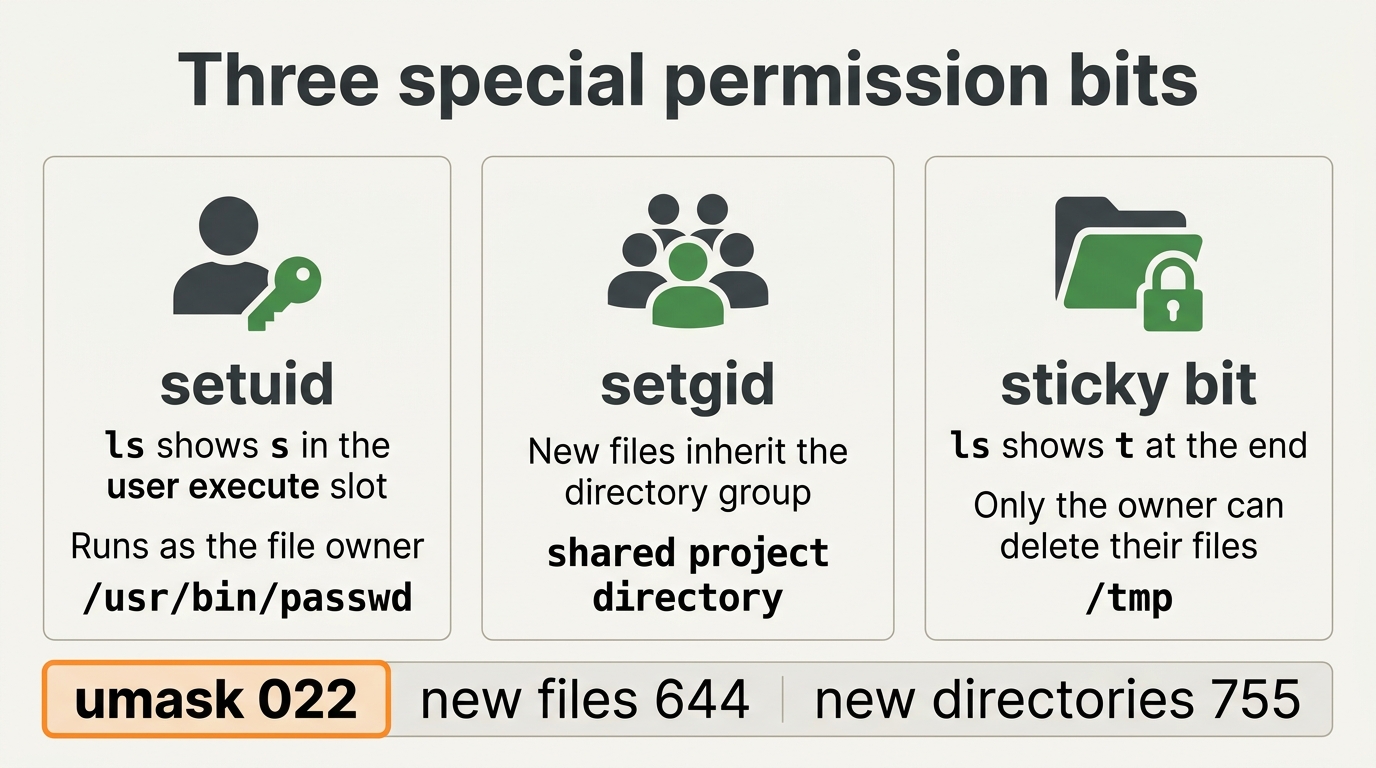 Three special permission bits
setuid
ls shows s in the
user execute slot
Runs as the file owner
/usr/bin/passwd
setgid
New files inherit the
directory group
shared project
directory
sticky bit
ls shows t at the end
Only the owner can
delete their files
/tmp
umask 022
new files 644
new directories 755